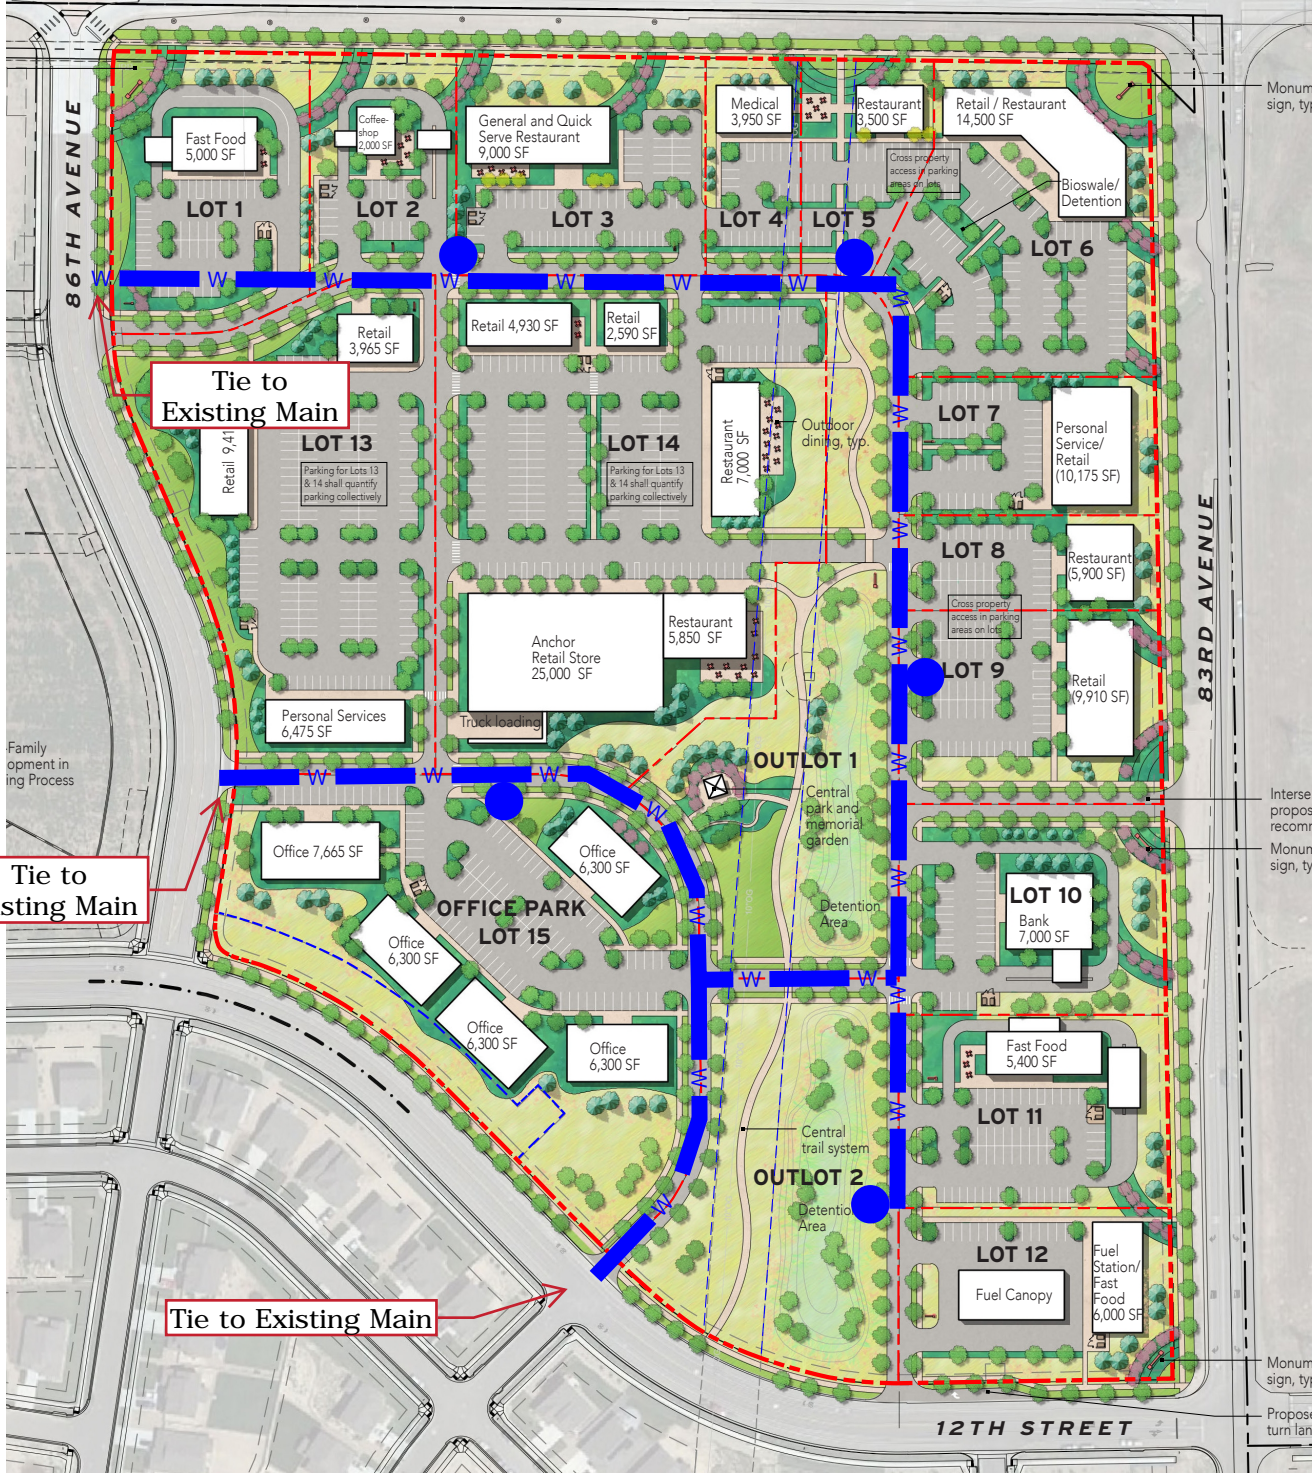 86TH AVENUE
Fast Food
5,000 SF
LOT 1
Coffee-
shop
2,000 SF
LOT 2
General and Quick
Serve Restaurant
9,000 SF
LOT 3
Medical
3,950 SF
LOT 4
Restaurant
3,500 SF
LOT 5
Retail / Restaurant
14,500 SF
Cross property
access in parking
areas on lots
Bioswale/
Detention
LOT 6
Monum
sign, typ
W
W
W
W
W
W
W
W
Retail
3,965 SF
Retail 4,930 SF
Retail
2,590 SF
Tie to
Existing Main
Retail 9,41
LOT 13
Parking for Lots 13
& 14 shall quantify
parking collectively
LOT 14
Parking for Lots 13
& 14 shall quantify
parking collectively
Restaurant
7,000 SF
Outdoor
dining, typ.
W
LOT 7
Personal
Service/
Retail
(10,175 SF)
W
LOT 8
Restaurant
(5,900 SF)
Cross property
access in parking
areas on lots
W
LOT 9
Retail
(9,910 SF)
83RD AVENUE
Anchor
Retail Store
25,000 SF
Restaurant
5,850 SF
Truck loading
Personal Services
6,475 SF
-Family
opment in
ing Process
W
W
W
W
W
OUTLOT 1
Central
park and
memorial
garden
Detention
Area
Interse
propos
recomm
Monum
sign, ty
Office 7,665 SF
Office
6,300 SF
Tie to
sting Main
OFFICE PARK
LOT 15
Office
6,300 SF
Office
6,300 SF
Office
6,300 SF
W
W
W
W
W
LOT 10
Bank
7,000 SF
Fast Food
5,400 SF
LOT 11
W
W
W
Central
trail system
OUTLOT 2
Detentio
Area
LOT 12
Fuel Canopy
Fuel
Station/
Fast
Food
6,000 SF
Tie to Existing Main
Monum
sign, typ
Propose
turn lan
12TH STREET